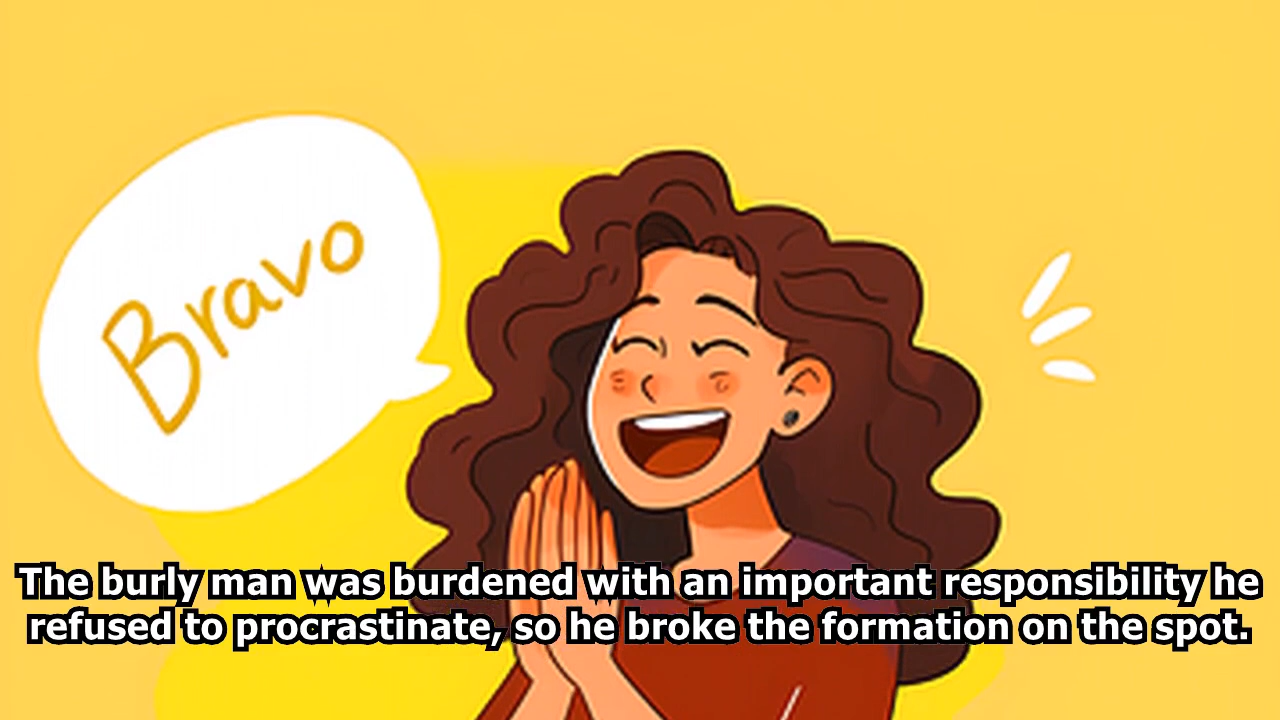 Bravo
The burly man was burdened with an important responsibility he
refused to procrastinate, so he broke the formation on the spot.